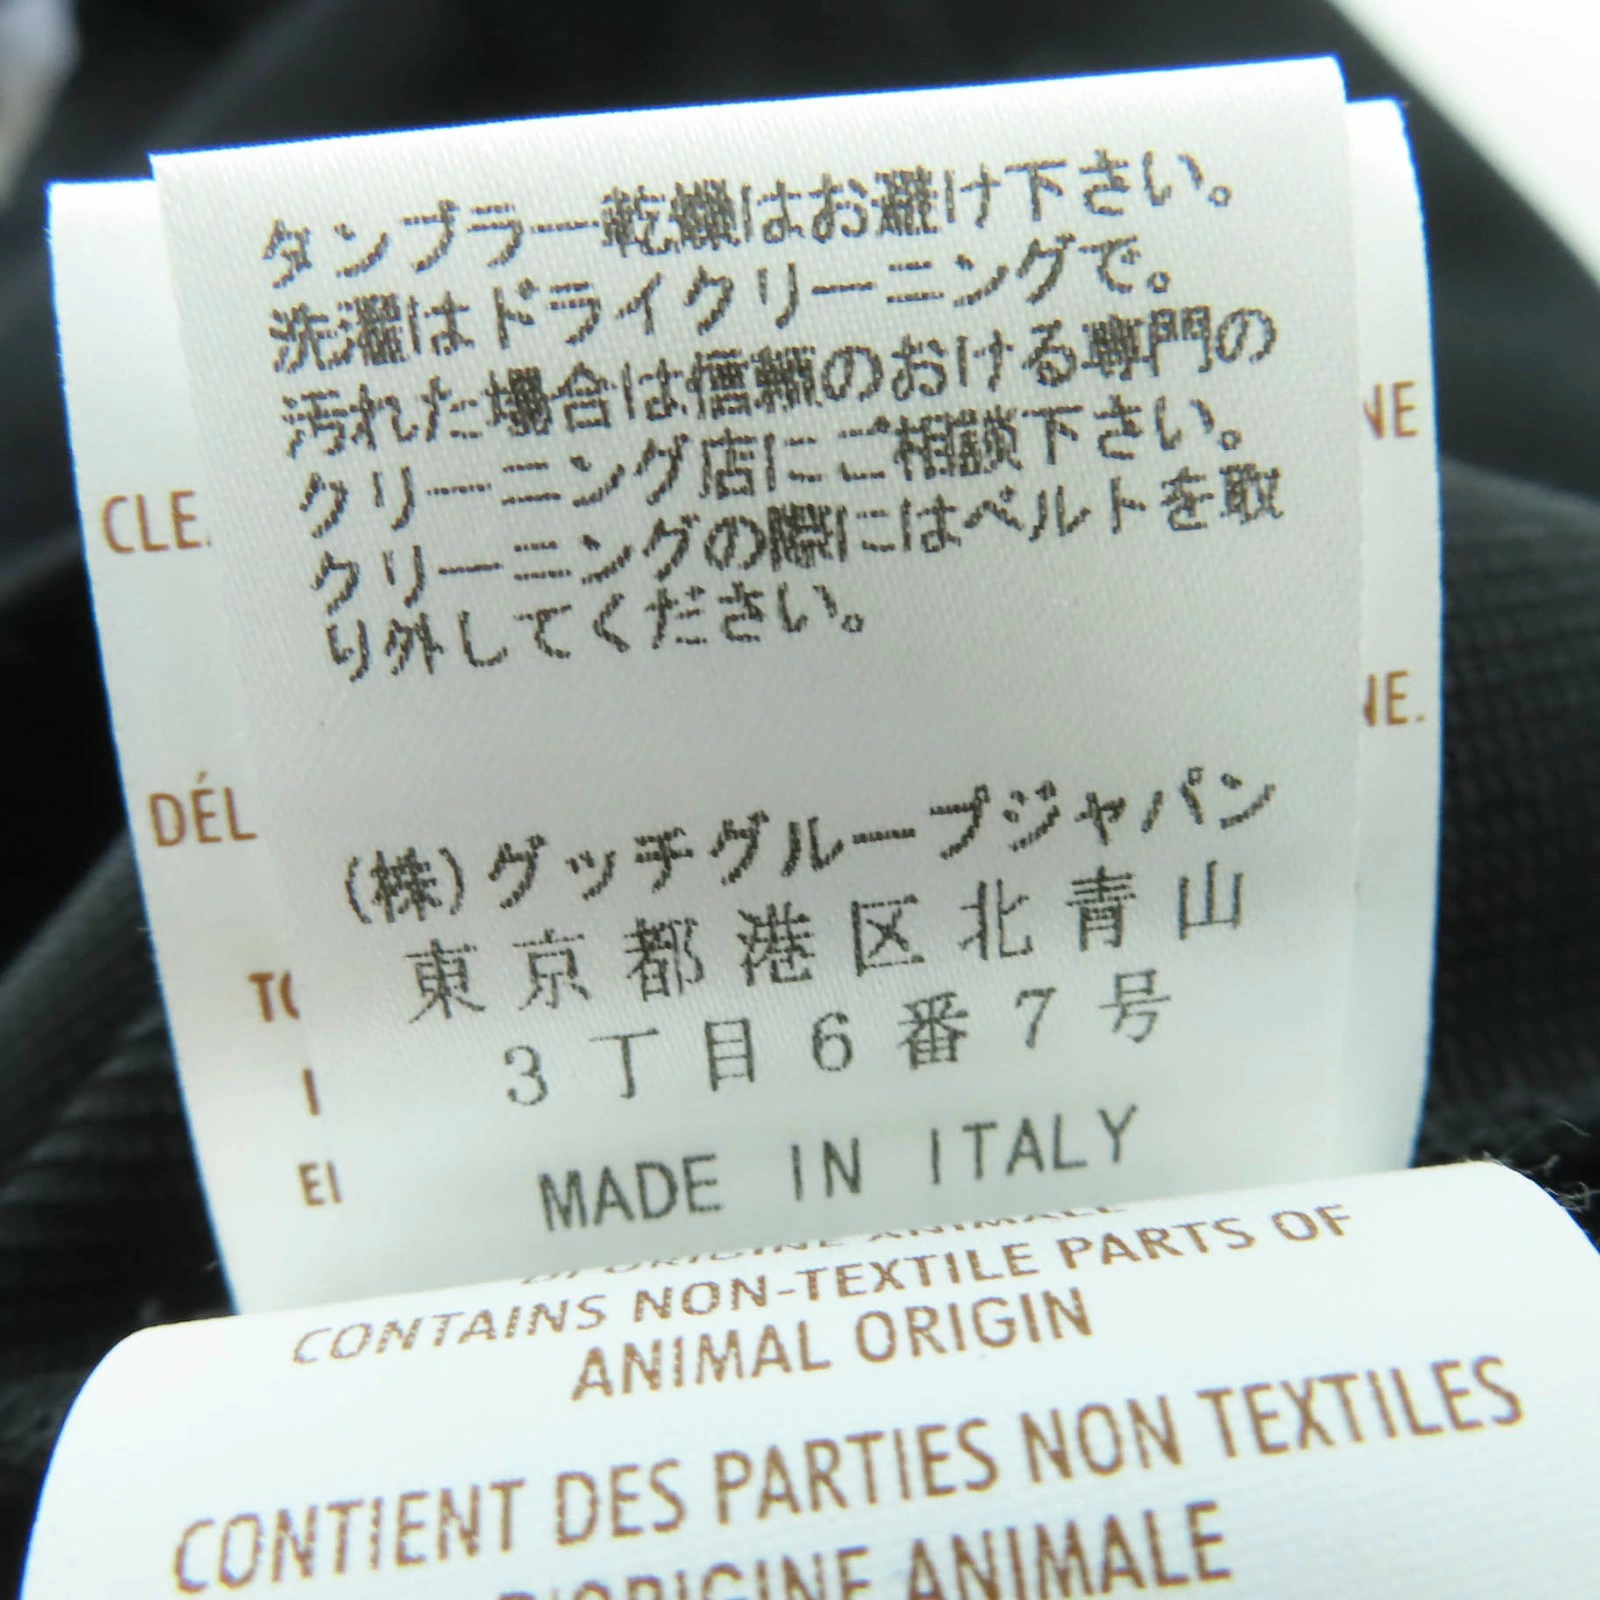 タンブラー乾燥はお避け下さい。
洗濯はドライクリーニングで。
汚れた場合は信頼のおける専門の
クリーニング店にご相談下さい。
クリーニングの際にはベルトを取
り外してください。
(株)グッチグループジャパン
東京都港区北青山
3丁目6番7号
MADE IN ITALY
CLE.
NE
DÉL
NE.
D'ORIGINE ANIMALE
CONTAINS NON-TEXTILE PARTS OF
ANIMAL ORIGIN
CONTIENT DES PARTIES NON TEXTILES
D'ORIGINE ANIMALE